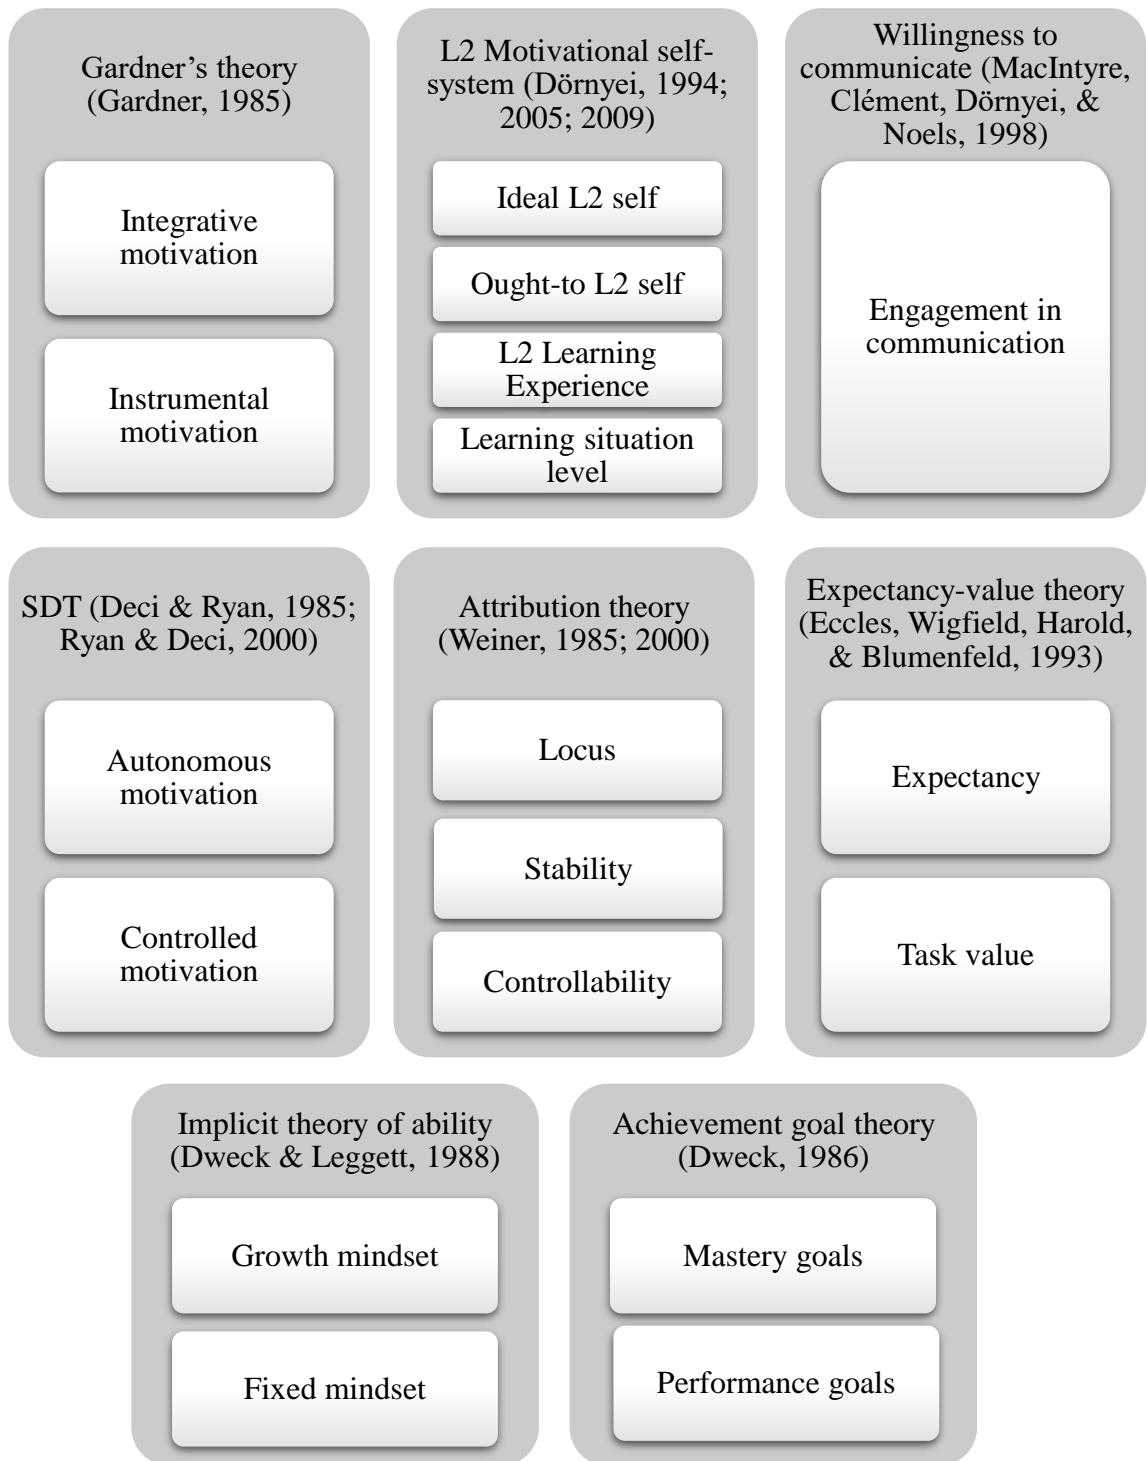 Gardner’s theory
(Gardner, 1985)
Integrative
motivation
Instrumental
motivation
L2 Motivational self-
system (Dörnyei, 1994;
2005; 2009)
Ideal L2 self
Ought-to L2 self
L2 Learning
Experience
Learning situation
level
Willingness to
communicate (MacIntyre,
Clément, Dörnyei, &
Noels, 1998)
Engagement in
communication
SDT (Deci & Ryan, 1985;
Ryan & Deci, 2000)
Autonomous
motivation
Controlled
motivation
Attribution theory
(Weiner, 1985; 2000)
Locus
Stability
Controllability
Expectancy-value theory
(Eccles, Wigfield, Harold,
& Blumenfeld, 1993)
Expectancy
Task value
Implicit theory of ability
(Dweck & Leggett, 1988)
Growth mindset
Fixed mindset
Achievement goal theory
(Dweck, 1986)
Mastery goals
Performance goals